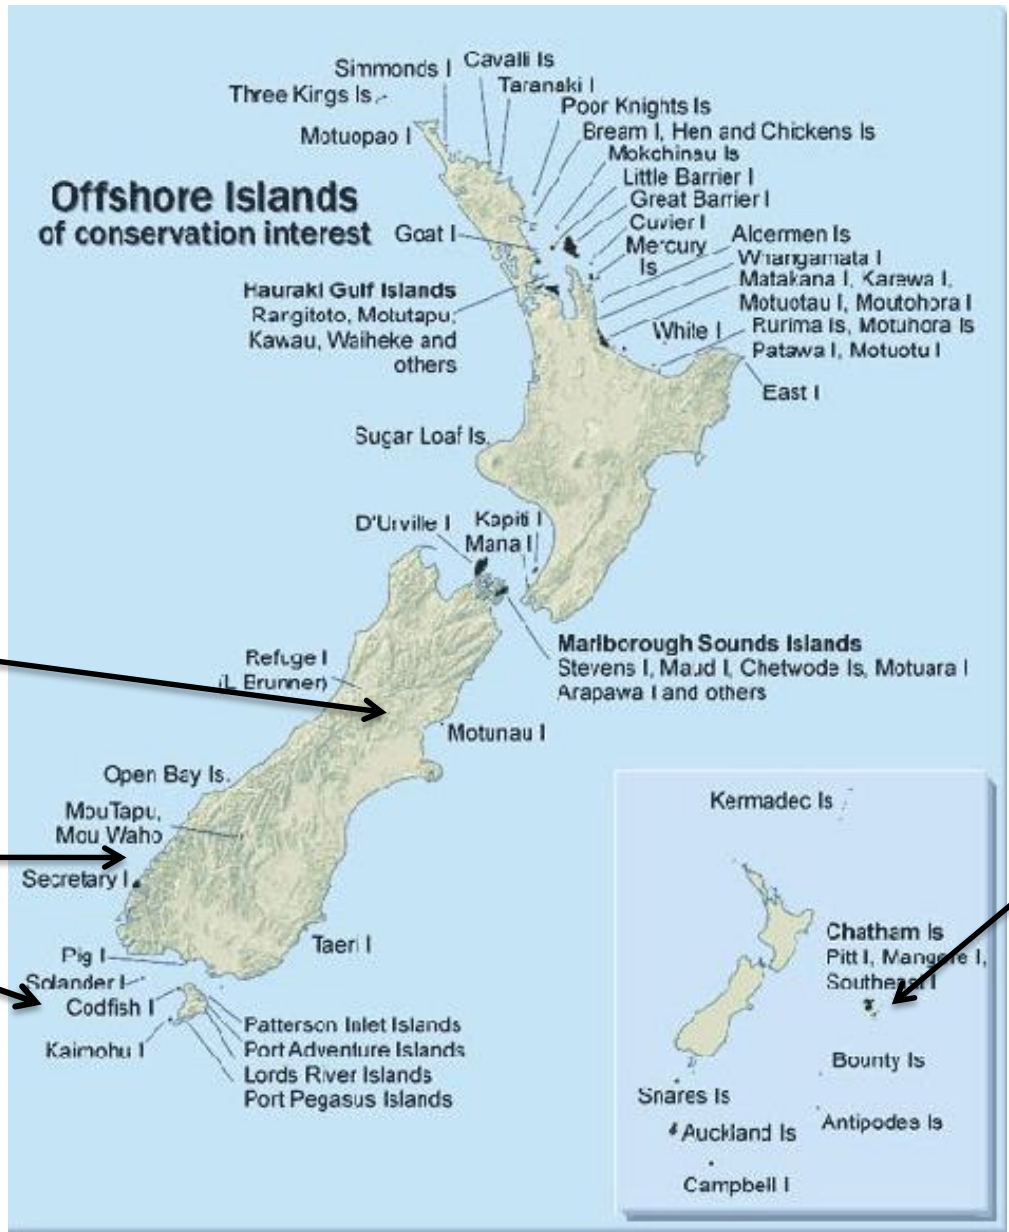 Simmonds I
Cavalli Is
Three Kings Is
Taranaki I
Poor Knights Is
Motuopao I
Bream I, Hen and Chickens Is
Mokchinau Is
Little Barrier I
Great Barrier I
Offshore Islands
of conservation interest
Goat I
Cuvier I
Mercury
Is
Alcermen Is
Whangamata I
Matakana I, Karewa I,
Motuotau I, Moutohora I
Hauraki Gulf Islands
Rangitoto, Motutapu,
Kawau, Waiheke and
others
While I
Rurima Is, Motuhora Is
Patawa I, Motuotu I
East I
Sugar Loaf Is.
D'Urville I
Kapiti I
Mana I
Marlborough Sounds Islands
Stevens I, Maud I, Chetwode Is, Motuara I
Arapawa I and others
Refuge I
(L Brunner)
Motunau I
Open Bay Is.
MouTapu,
Mou Waho
Secretary I
Taeri I
Pig I
Solander I
Codfish I
Kaimohu I
Patterson Inlet Islands
Port Adventure Islands
Lords River Islands
Port Pegasus Islands
Kermadec Is
Chatham Is
Pitt I, Mangere I,
Southeast I
Bounty Is
Snares Is
Antipodes Is
Auckland Is
Campbell I